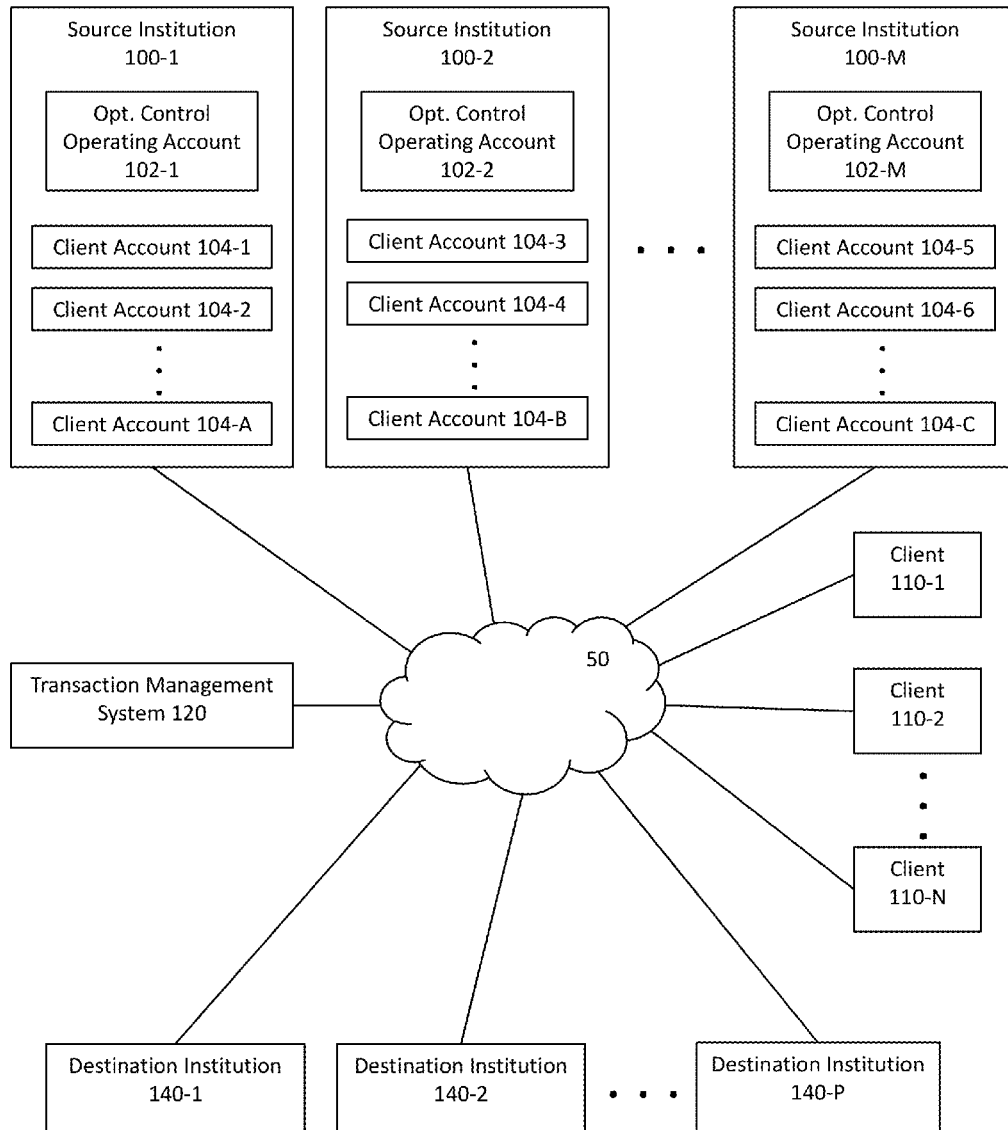 Source Institution
100-1
Opt. Control
Operating Account
102-1
Client Account 104-1
Client Account 104-2
Client Account 104-A
Source Institution
100-2
Opt. Control
Operating Account
102-2
Client Account 104-3
Client Account 104-4
Client Account 104-B
Source Institution
100-M
Opt. Control
Operating Account
102-M
Client Account 104-5
Client Account 104-6
Client Account 104-C
Client
110-1
50
Transaction Management
System 120
Client
110-2
Client
110-N
Destination Institution
140-1
Destination Institution
140-2
Destination Institution
140-P